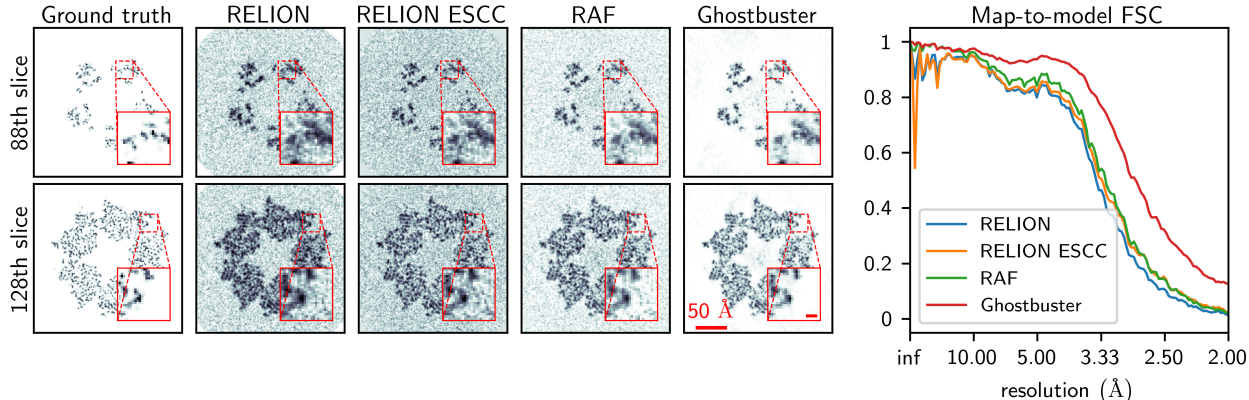 Ground truth
RELION
RELION ESCC
RAF
Ghostbuster
Map-to-model FSC
88th slice
128th slice
50 Å
1
0.8
0.6
0.4
0.2
0
RELION
RELION ESCC
RAF
Ghostbuster
inf
10.00
5.00
3.33
2.50
2.00
resolution (Å)